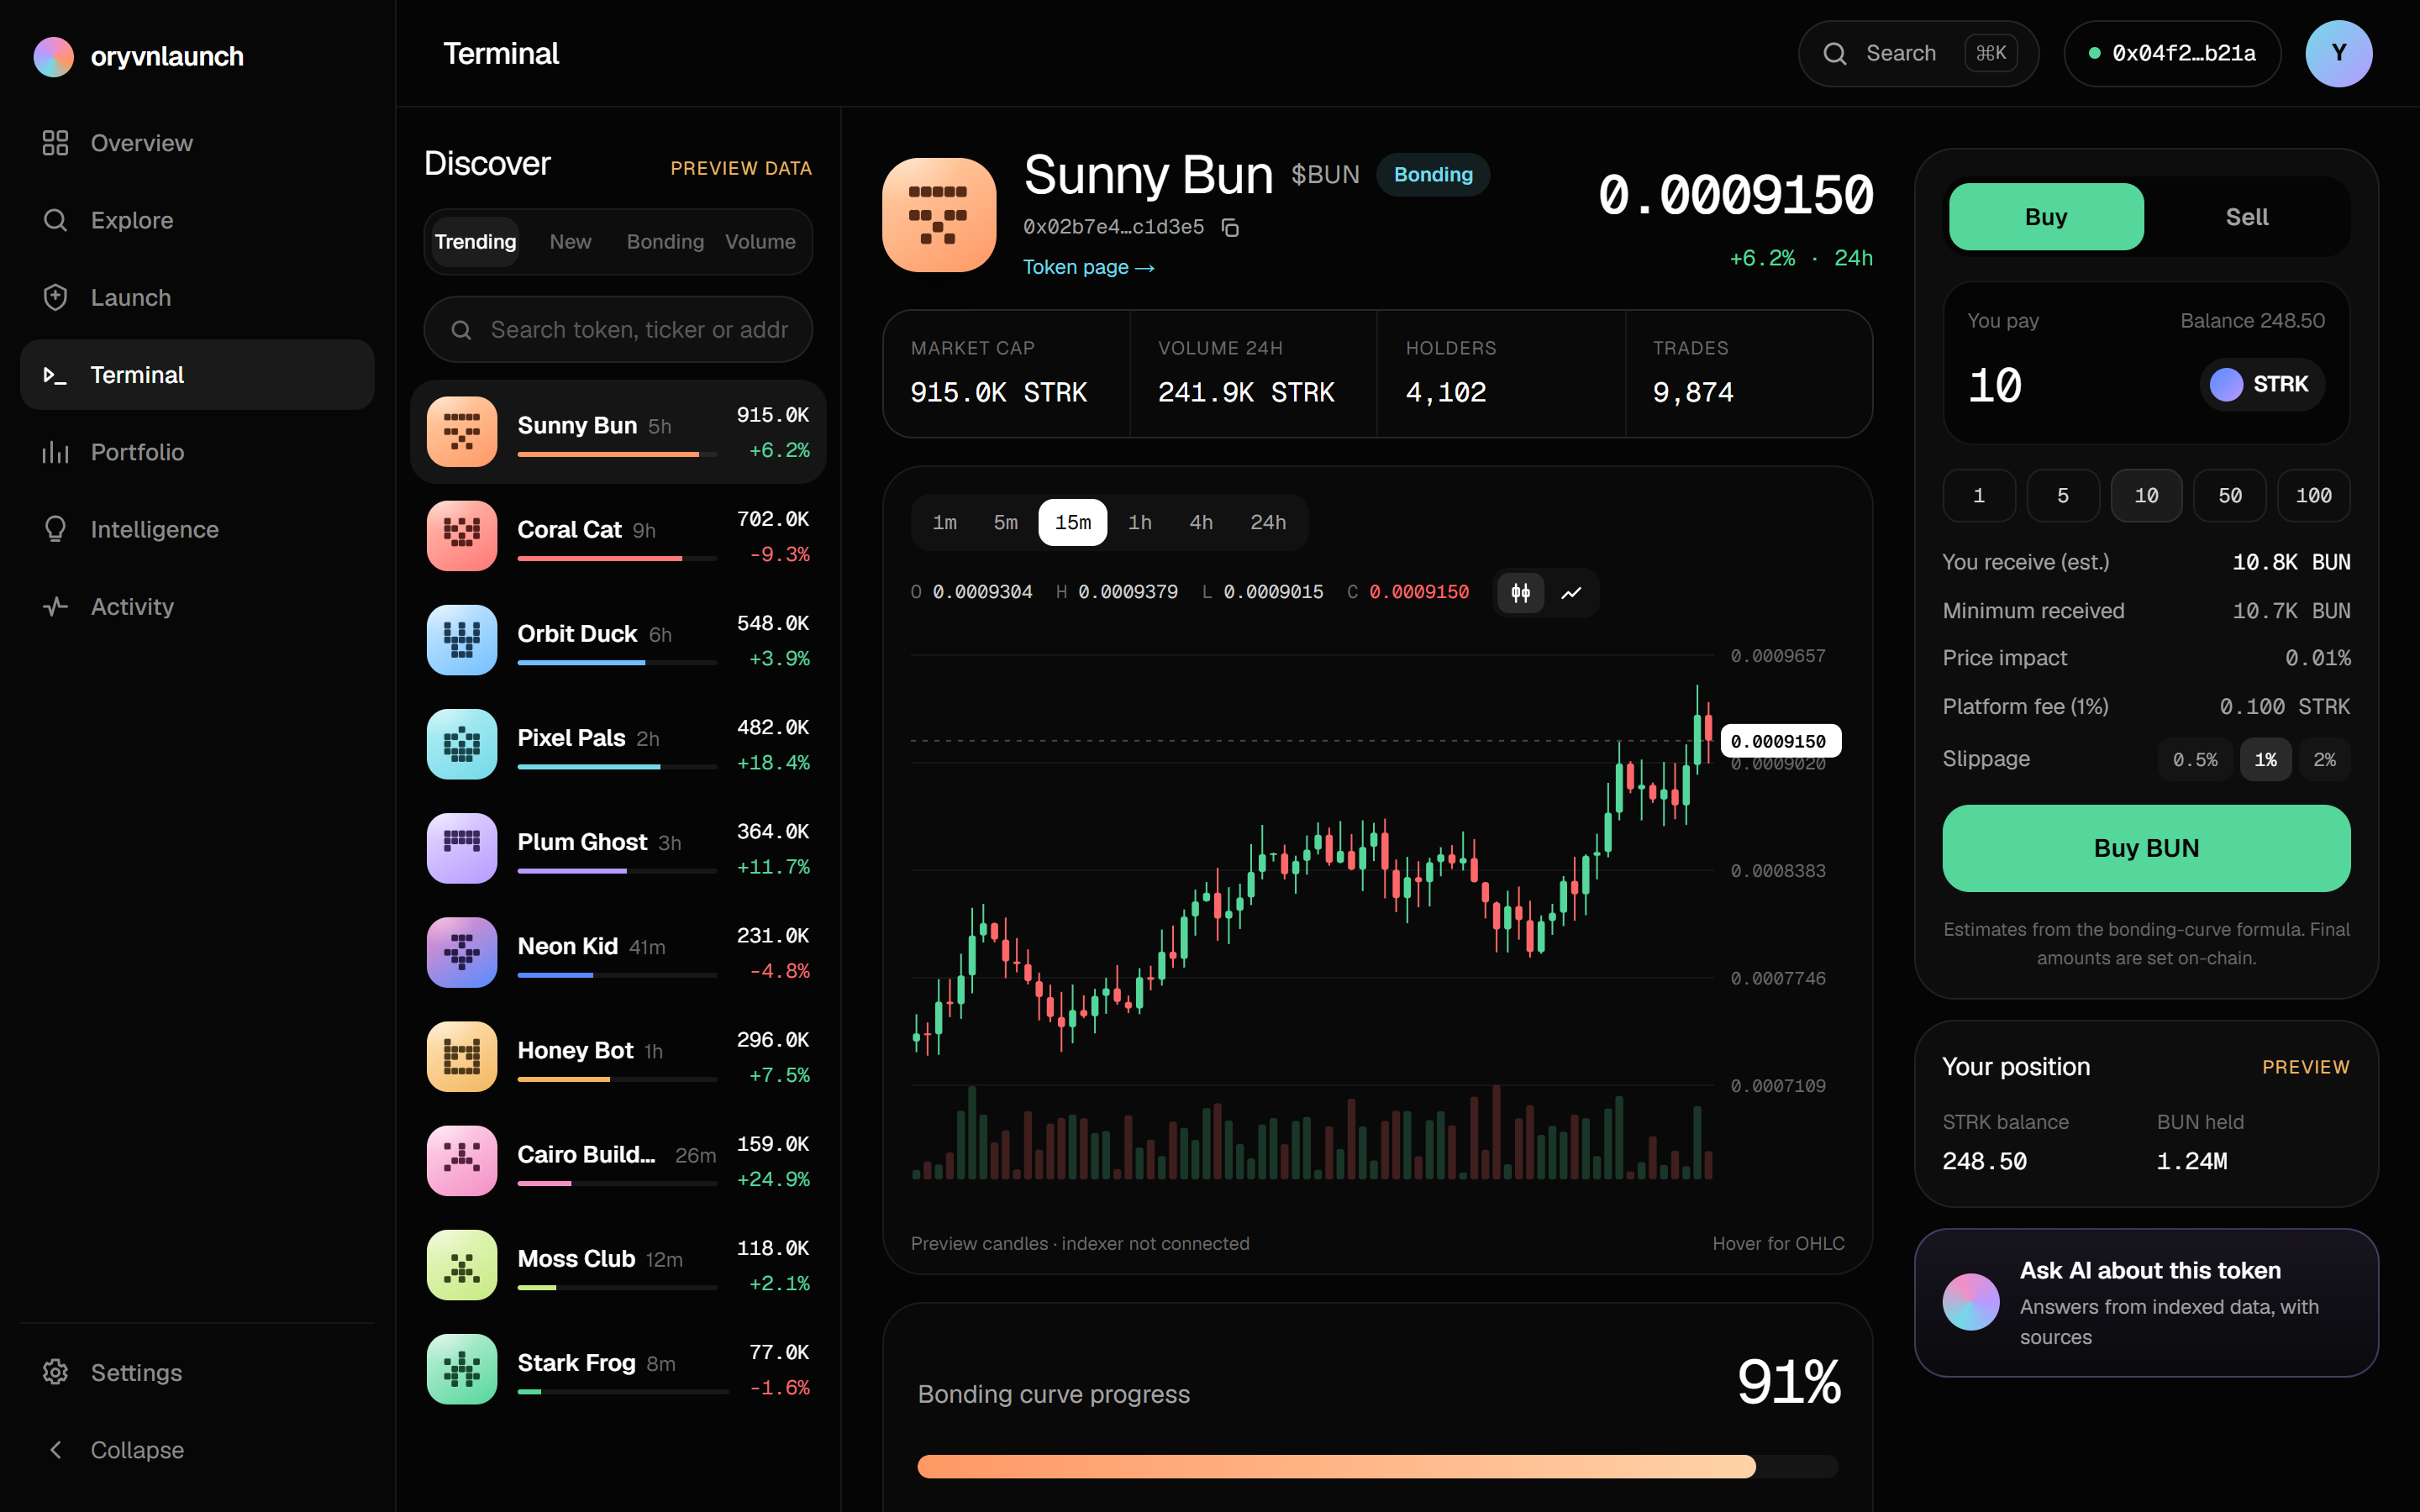 oryvnlaunch
Overview
Explore
Launch
Terminal
Portfolio
Intelligence
Activity
Settings
Collapse
Terminal
Search ⌘K
0x04f2…b21a
Y
Discover PREVIEW DATA
Trending New Bonding Volume
Search token, ticker or addr
Sunny Bun 5h 915.0K
+6.2%
Coral Cat 9h 702.0K
-9.3%
Orbit Duck 6h 548.0K
+3.9%
Pixel Pals 2h 482.0K
+18.4%
Plum Ghost 3h 364.0K
+11.7%
Neon Kid 41m 231.0K
-4.8%
Honey Bot 1h 296.0K
+7.5%
Cairo Build… 26m 159.0K
+24.9%
Moss Club 12m 118.0K
+2.1%
Stark Frog 8m 77.0K
-1.6%
Sunny Bun $BUN Bonding
0x02b7e4…c1d3e5
Token page →
0.0009150
+6.2% · 24h
MARKET CAP VOLUME 24H HOLDERS TRADES
915.0K STRK 241.9K STRK 4,102 9,874
1m 5m 15m 1h 4h 24h
O 0.0009304 H 0.0009379 L 0.0009015 C 0.0009150
0.0009657
0.0009150
0.0009020
0.0008383
0.0007746
0.0007109
Preview candles · indexer not connected Hover for OHLC
Bonding curve progress 91%
Buy Sell
You pay Balance 248.50
10 STRK
1 5 10 50 100
You receive (est.) 10.8K BUN
Minimum received 10.7K BUN
Price impact 0.01%
Platform fee (1%) 0.100 STRK
Slippage 0.5% 1% 2%
Buy BUN
Estimates from the bonding-curve formula. Final
amounts are set on-chain.
Your position PREVIEW
STRK balance BUN held
248.50 1.24M
Ask AI about this token
Answers from indexed data, with
sources